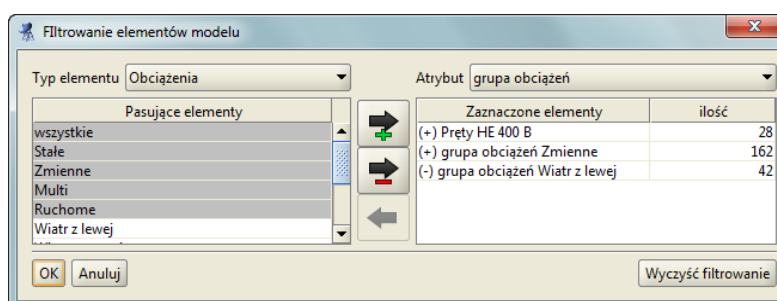 FIltrowanie elementów modelu
Typ elementu Obciążenia Atrybut grupa obciążeń
Pasujące elementy Zaznaczone elementy ilość
wszystkie (+) Pręty HE 400 B 28
Stałe (+) grupa obciążeń Zmienne 162
Zmienne (-) grupa obciążeń Wiatr z lewej 42
Multi
Ruchome
Wiatr z lewej
OK Anuluj Wyczyść filtrowanie